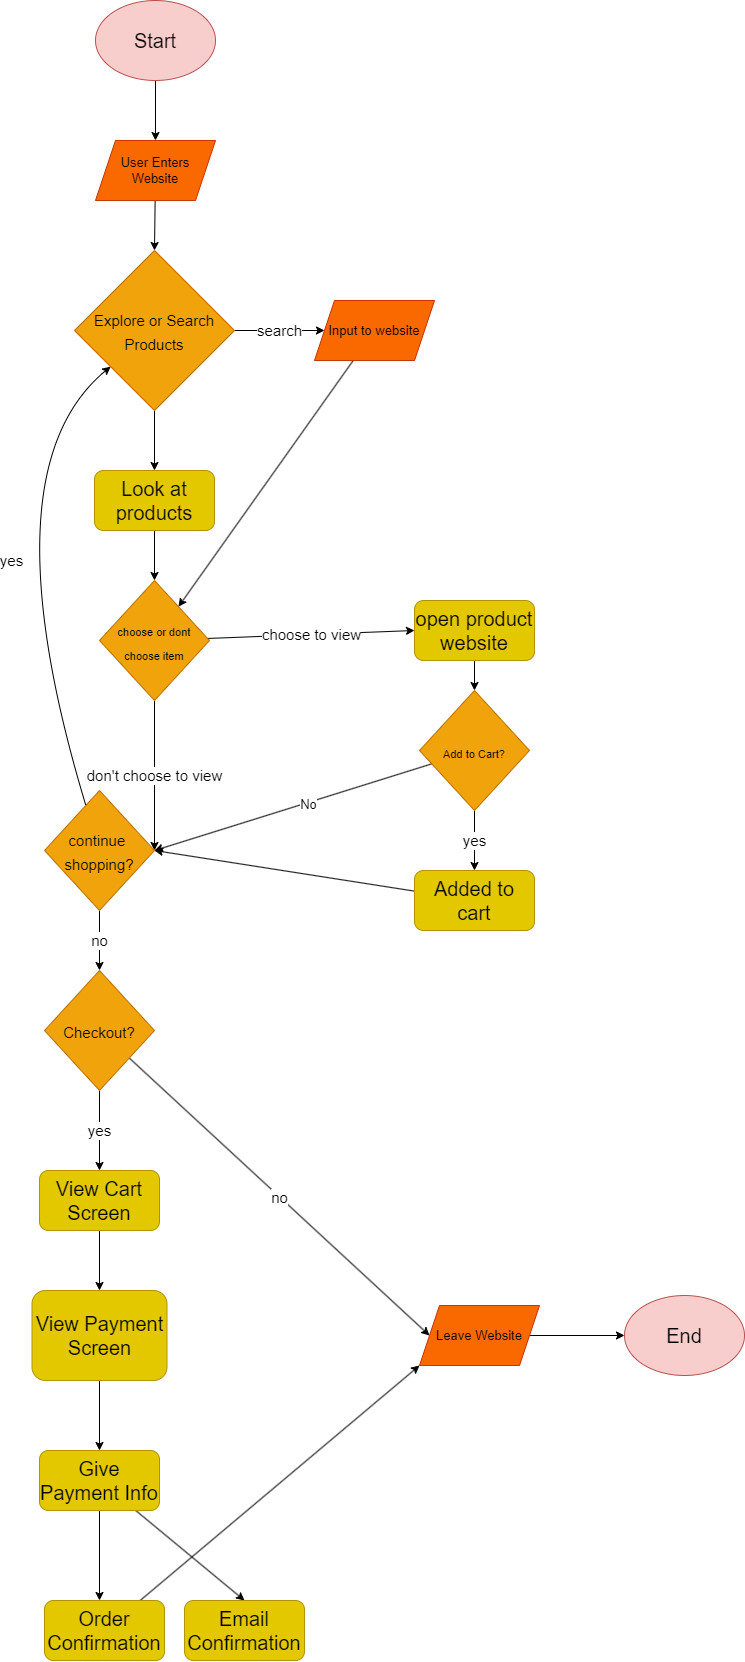 Start
User Enters
Website
Explore or Search
Products
search
Input to website
Look at
products
yes
choose or dont
choose item
choose to view
open product
website
Add to Cart?
don't choose to view
No
continue
shopping?
yes
Added to
cart
no
Checkout?
yes
View Cart
Screen
no
View Payment
Screen
Leave Website
End
Give
Payment Info
Order
Confirmation
Email
Confirmation